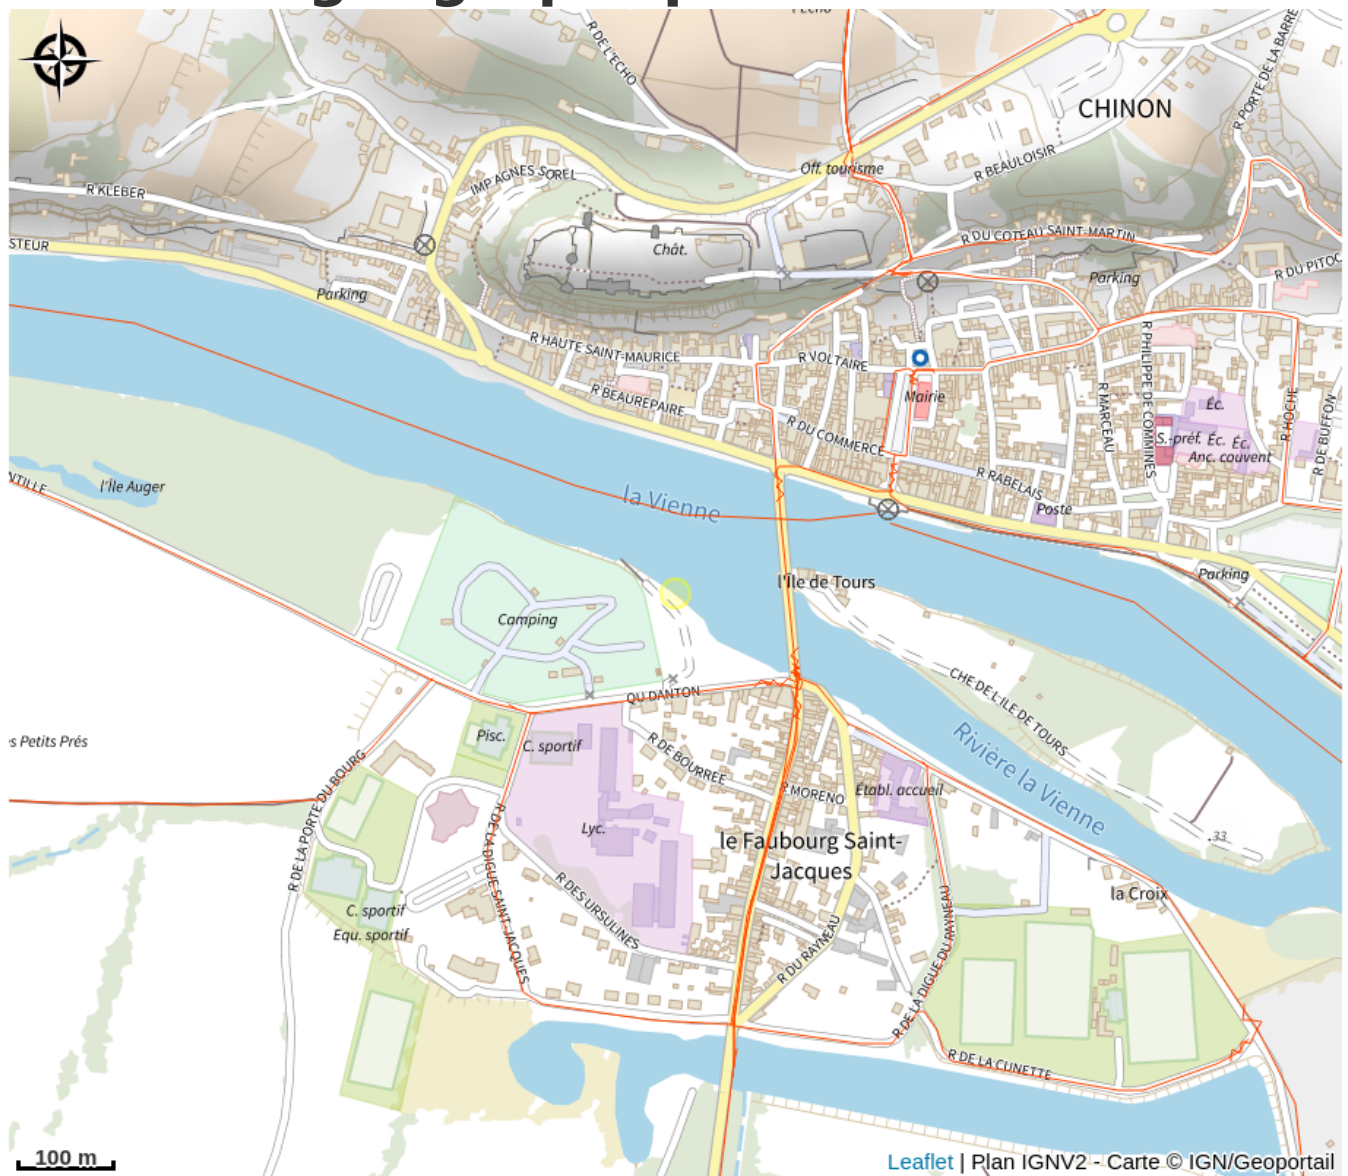 R DE L'ECHO
R PORTE DE LA BARRE
CHINON
Off. tourisme
R BEAULOISIR
IMP AGNES SOREL
R KLEBER
STEUR
Chât.
R DU COTEAU SAINT-MARTIN
R DU PITOC
Parking
Parking
R HAUTE SAINT-MAURICE
R VOLTAIRE
R PHILIPPE DE COMMINES
R BEAUREPAIRE
Mairie
R MARCEAU
Éc.
R HOCHE
R DE BUFFON
R DU COMMERCE
S.-préf. Éc. Éc.
Anc. couvent
R RABELAIS
NTILLE
l'Île Auger
la Vienne
Poste
Parking
l'Île de Tours
Camping
CHE DE L'ILE DE TOURS
QU DANTON
s Petits Prés
Pisc.
C. sportif
R DE BOURREE
Rivière la Vienne
R DE LA PORTE DU BOURG
R MORENO
Établ. accueil
Lyc.
le Faubourg Saint-
Jacques
33
R DE LA DIGUE SAINT-JACQUES
R DES URSULINES
la Croix
C. sportif
Equ. sportif
R DU RAYNEAU
R DE LA DIGUE DU RAYNEAU
R DE LA CUNETTE
100 m
Leaflet | Plan IGNV2 - Carte © IGN/Geoportail